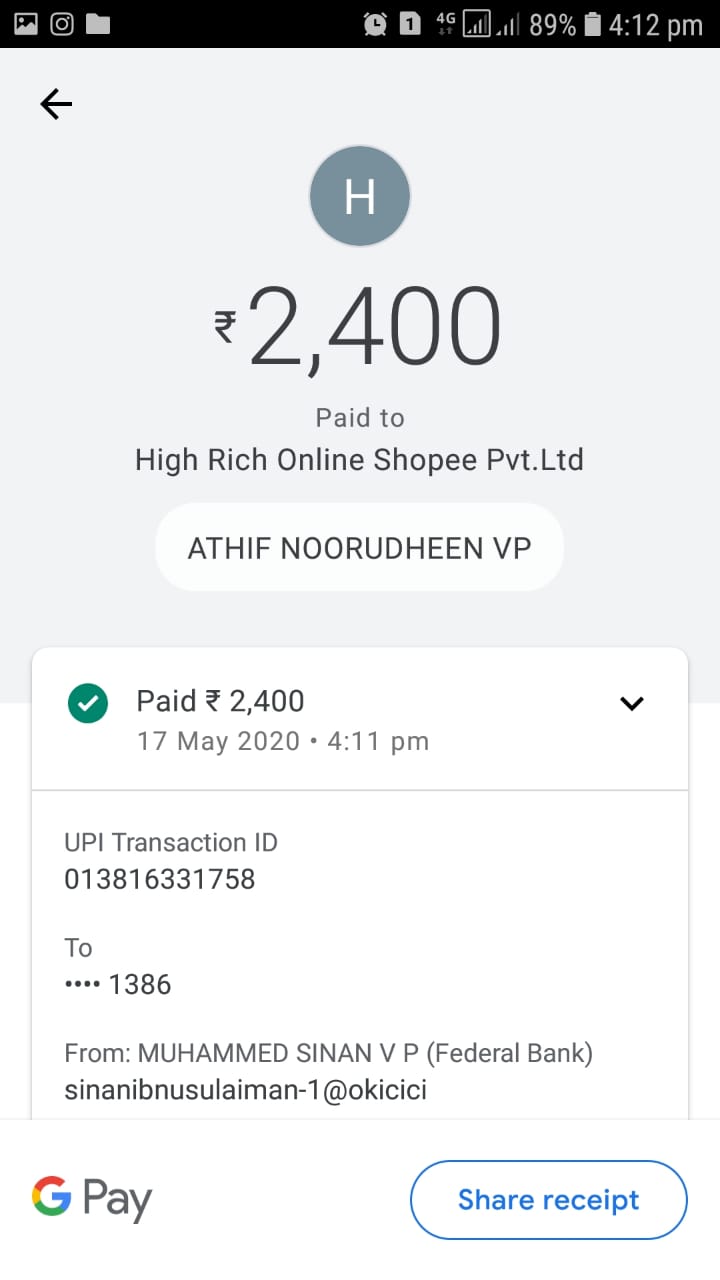 1 4G 89% 4:12 pm
H
₹2,400
Paid to
High Rich Online Shopee Pvt.Ltd
ATHIF NOORUDHEEN VP
Paid ₹ 2,400
17 May 2020 • 4:11 pm
UPI Transaction ID
013816331758
To
•••• 1386
From: MUHAMMED SINAN V P (Federal Bank)
sinanibnusulaiman-1@okicici
G Pay
Share receipt